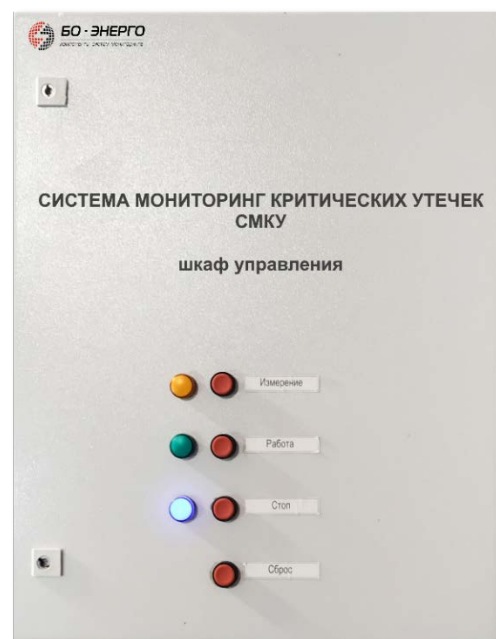 БО - ЭНЕРГО
СИСТЕМА МОНИТОРИНГ КРИТИЧЕСКИХ УТЕЧЕК
СМКУ
шкаф управления
Измерение
Работа
Стоп
Сброс